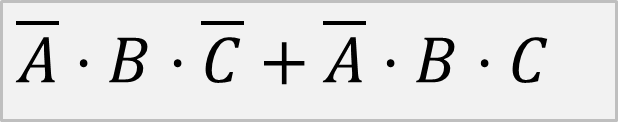 A̅ · B · C̅ + A̅ · B · C